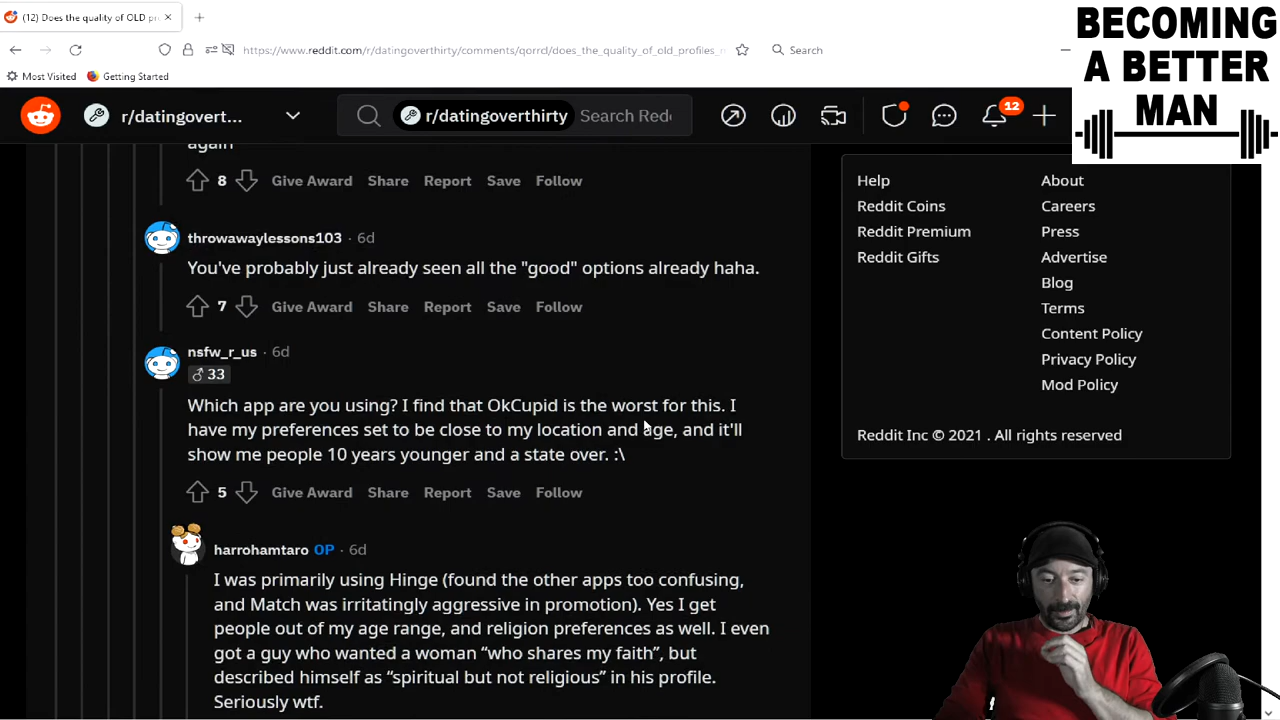 (12) Does the quality of OLD pr
https://www.reddit.com/r/datingoverthirty/comments/qorrcl/does_the_quality_of_old_profiles_
Search
Most Visited
Getting Started
BECOMING
A BETTER
MAN
r/datingovert...
r/datingoverthirty
Search Red
12
again
8 Give Award Share Report Save Follow
throwawaylessons103 · 6d
You've probably just already seen all the "good" options already haha.
7 Give Award Share Report Save Follow
nsfw_r_us · 6d
♂ 33
Which app are you using? I find that OkCupid is the worst for this. I
have my preferences set to be close to my location and age, and it'll
show me people 10 years younger and a state over. :\
5 Give Award Share Report Save Follow
harrohamtaro OP · 6d
I was primarily using Hinge (found the other apps too confusing,
and Match was irritatingly aggressive in promotion). Yes I get
people out of my age range, and religion preferences as well. I even
got a guy who wanted a woman “who shares my faith”, but
described himself as “spiritual but not religious” in his profile.
Seriously wtf.
Help
Reddit Coins
Reddit Premium
Reddit Gifts
About
Careers
Press
Advertise
Blog
Terms
Content Policy
Privacy Policy
Mod Policy
Reddit Inc © 2021 . All rights reserved